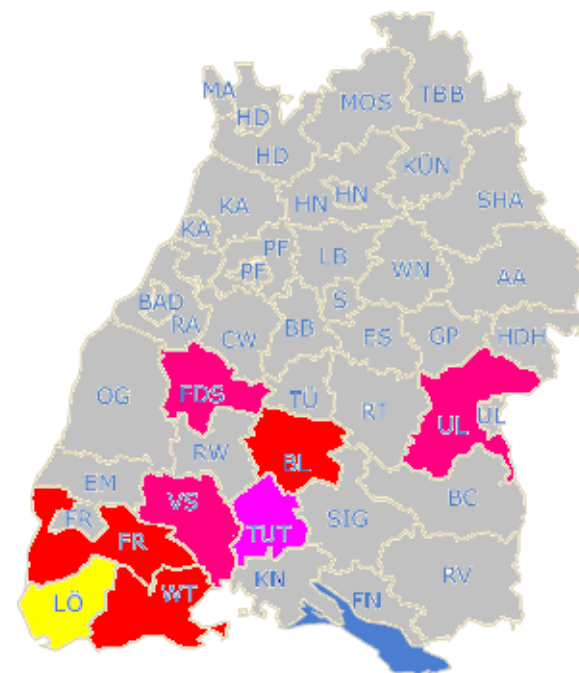 MA
TBB
MOS
HD
HD
KÜN
HN
HN
SHA
KA
KA
PF
LB
WN
PF
AA
BAD
S
RA
CW
BB
ES
GP
HDH
FDS
OG
TÜ
RT
UL
UL
RW
BL
EM
VS
BC
FR
SIG
FR
TUT
KN
RV
WT
LÖ
FN